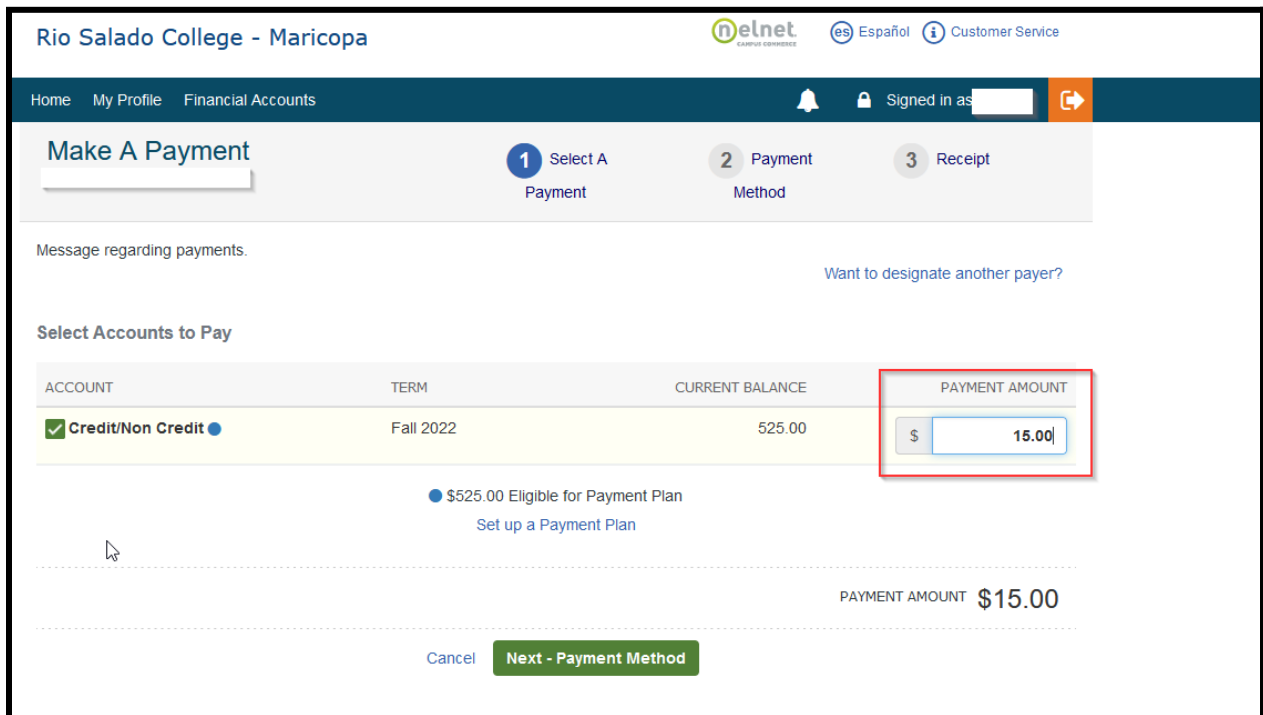 Rio Salado College - Maricopa
nelnet
CAMPUS COMMERCE
es Español i Customer Service
Home My Profile Financial Accounts Signed in as
Make A Payment
1 Select A Payment
2 Payment Method
3 Receipt
Message regarding payments.
Want to designate another payer?
Select Accounts to Pay
ACCOUNT TERM CURRENT BALANCE PAYMENT AMOUNT
Credit/Non Credit Fall 2022 525.00 $ 15.00
$525.00 Eligible for Payment Plan
Set up a Payment Plan
PAYMENT AMOUNT $15.00
Cancel Next - Payment Method